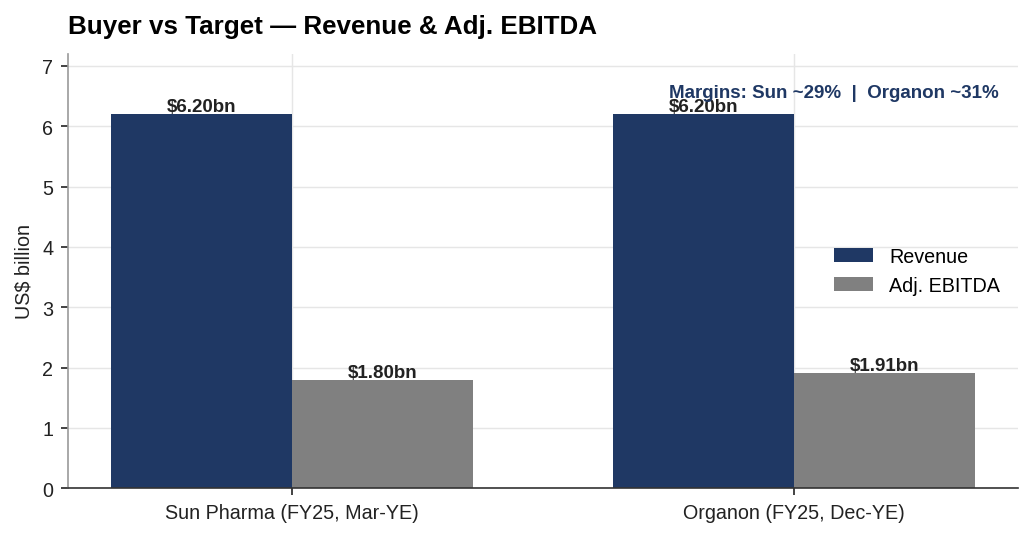 Buyer vs Target — Revenue & Adj. EBITDA
Margins: Sun ~29% | Organon ~31%
$6.20bn
$6.20bn
$1.80bn
$1.91bn
Revenue
Adj. EBITDA
US$ billion
7
6
5
4
3
2
1
0
Sun Pharma (FY25, Mar-YE)
Organon (FY25, Dec-YE)